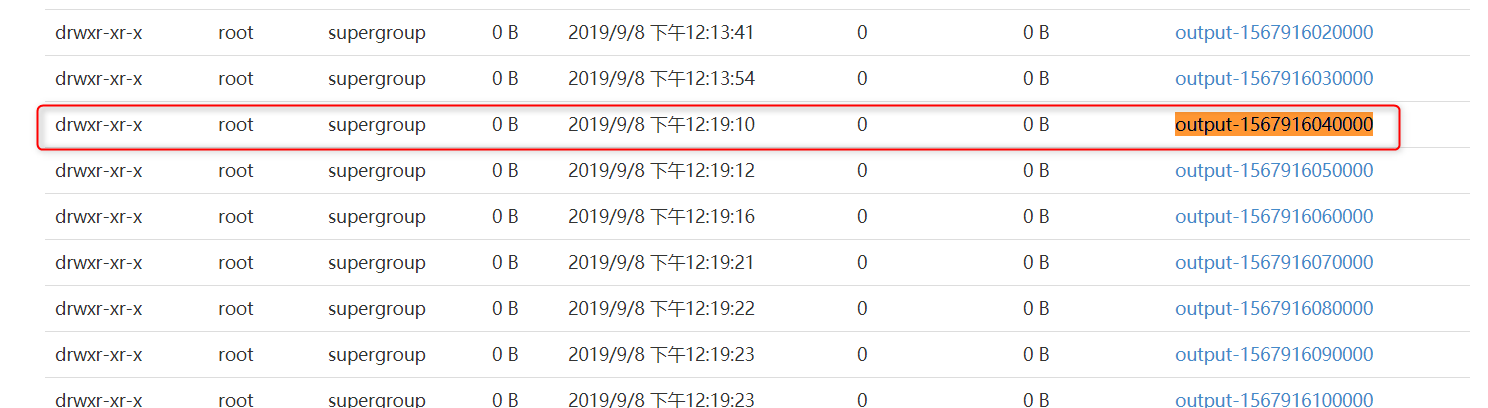 drwxr-xr-x root supergroup 0 B 2019/9/8 下午12:13:41 0 0 B output-1567916020000
drwxr-xr-x root supergroup 0 B 2019/9/8 下午12:13:54 0 0 B output-1567916030000
drwxr-xr-x root supergroup 0 B 2019/9/8 下午12:19:10 0 0 B output-1567916040000
drwxr-xr-x root supergroup 0 B 2019/9/8 下午12:19:12 0 0 B output-1567916050000
drwxr-xr-x root supergroup 0 B 2019/9/8 下午12:19:16 0 0 B output-1567916060000
drwxr-xr-x root supergroup 0 B 2019/9/8 下午12:19:21 0 0 B output-1567916070000
drwxr-xr-x root supergroup 0 B 2019/9/8 下午12:19:22 0 0 B output-1567916080000
drwxr-xr-x root supergroup 0 B 2019/9/8 下午12:19:23 0 0 B output-1567916090000
drwxr-xr-x root supergroup 0 B 2019/9/8 下午12:19:23 0 0 B output-1567916100000